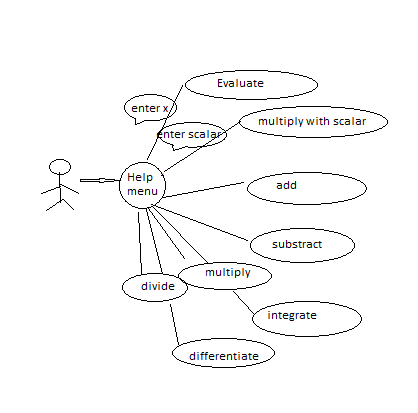 Evaluate
enter x
multiply with scalar
enter scalar
Help
menu
add
substract
multiply
divide
integrate
differentiate